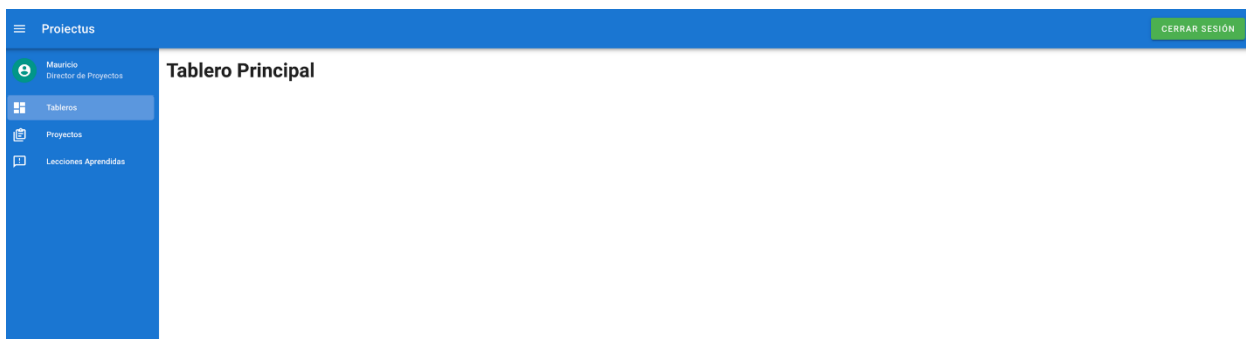 Proiectus
CERRAR SESIÓN
Mauricio
Director de Proyectos
Tableros
Proyectos
Lecciones Aprendidas
Tablero Principal